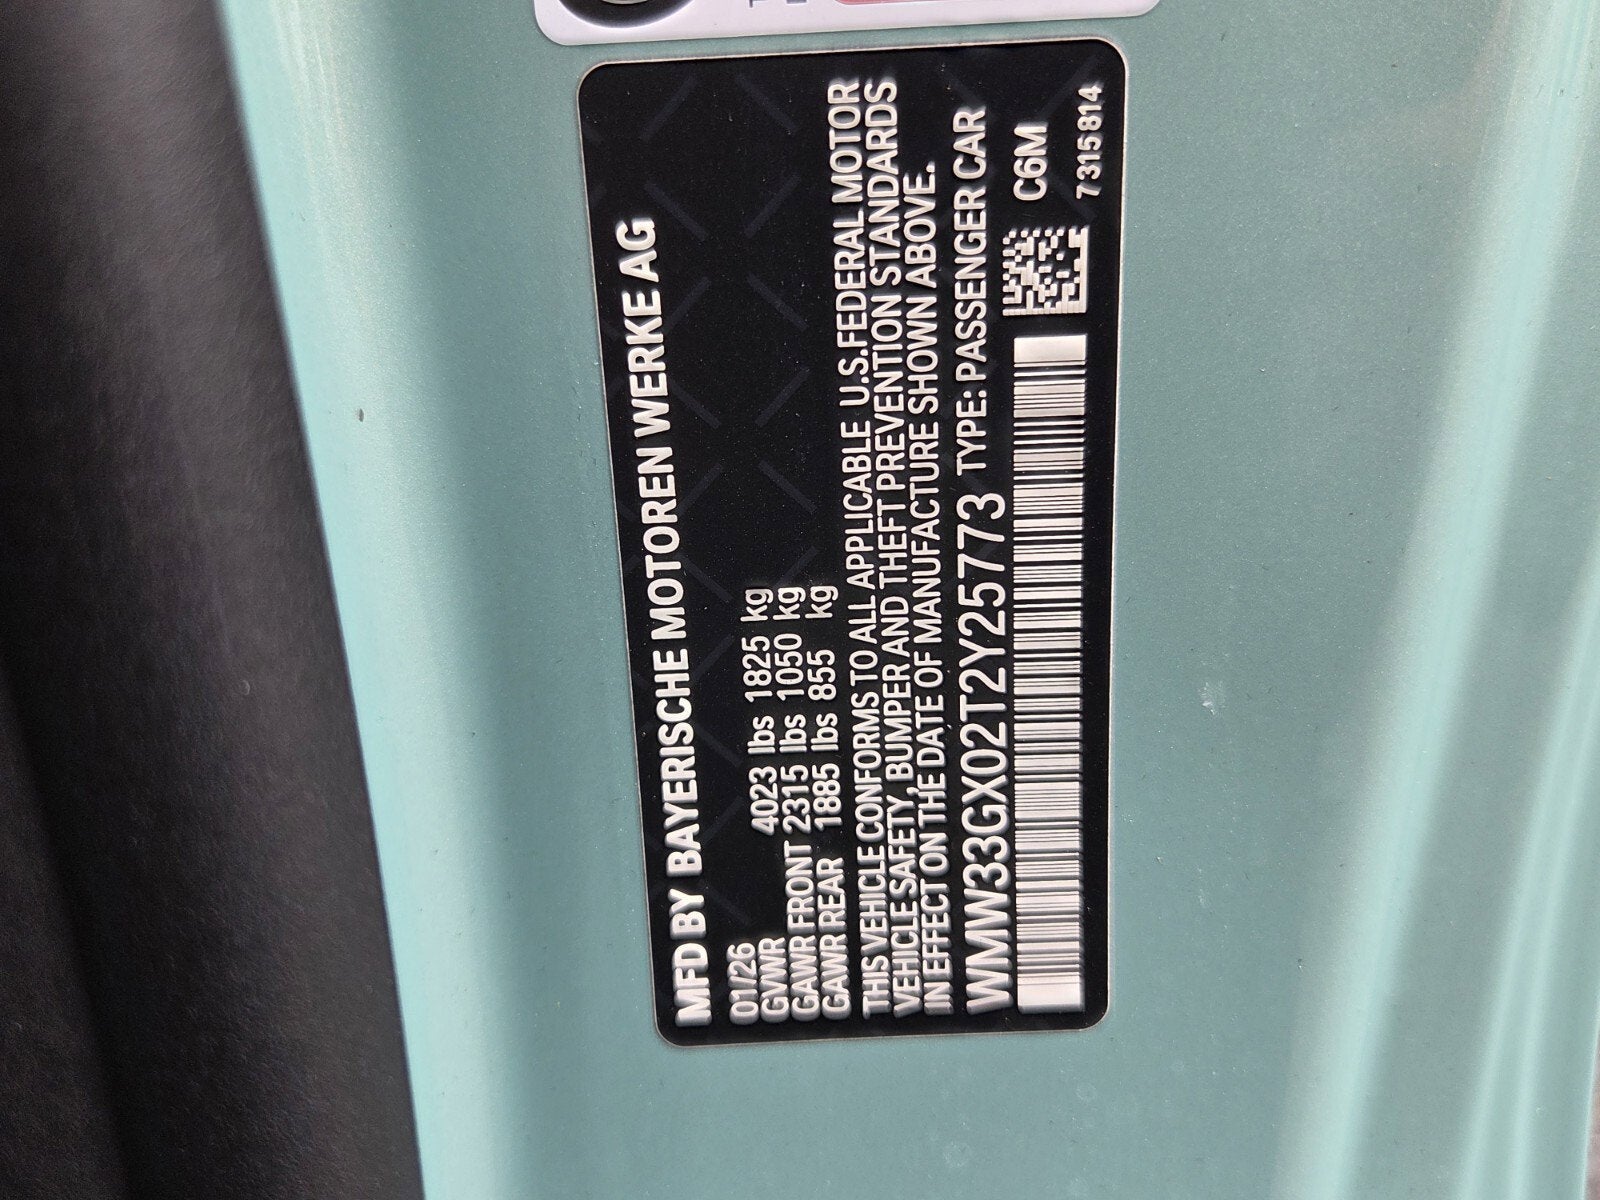 MFD BY BAYERISCHE MOTOREN WERKE AG
01/26
GVWR 4023 lbs 1825 kg
GAWR FRONT 2315 lbs 1050 kg
GAWR REAR 1885 lbs 855 kg
THIS VEHICLE CONFORMS TO ALL APPLICABLE U.S.FEDERAL MOTOR
VEHICLE SAFETY, BUMPER AND THEFT PREVENTION STANDARDS
IN EFFECT ON THE DATE OF MANUFACTURE SHOWN ABOVE.
WMW33GX02T2Y25773 TYPE: PASSENGER CAR
C6M
7315814